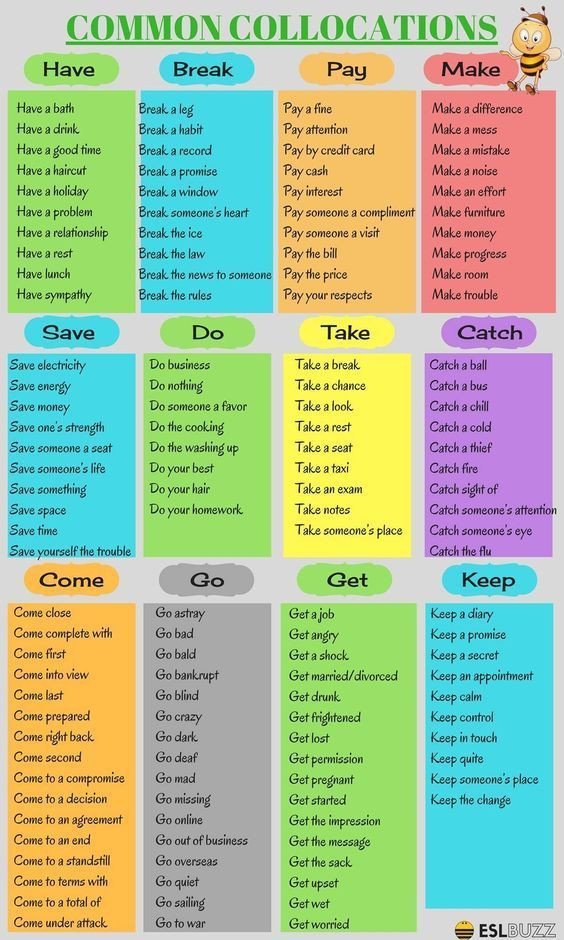 COMMON COLLOCATIONS
Have
Have a bath
Have a drink
Have a good time
Have a haircut
Have a holiday
Have a problem
Have a relationship
Have a rest
Have lunch
Have sympathy
Break
Break a leg
Break a habit
Break a record
Break a promise
Break a window
Break someone's heart
Break the ice
Break the law
Break the news to someone
Break the rules
Pay
Pay a fine
Pay attention
Pay by credit card
Pay cash
Pay interest
Pay someone a compliment
Pay someone a visit
Pay the bill
Pay the price
Pay your respects
Make
Make a difference
Make a mess
Make a mistake
Make a noise
Make an effort
Make furniture
Make money
Make progress
Make room
Make trouble
Save
Save electricity
Save energy
Save money
Save one's strength
Save someone a seat
Save someone's life
Save something
Save space
Save time
Save yourself the trouble
Do
Do business
Do nothing
Do someone a favor
Do the cooking
Do the washing up
Do your best
Do your hair
Do your homework
Take
Take a break
Take a chance
Take a look
Take a rest
Take a seat
Take a taxi
Take an exam
Take notes
Take someone's place
Catch
Catch a ball
Catch a bus
Catch a chill
Catch a cold
Catch a thief
Catch fire
Catch sight of
Catch someone's attention
Catch someone's eye
Catch the flu
Come
Come close
Come complete with
Come first
Come into view
Come last
Come prepared
Come right back
Come second
Come to a compromise
Come to a decision
Come to an agreement
Come to an end
Come to a standstill
Come to terms with
Come to a total of
Come under attack
Go
Go astray
Go bad
Go bald
Go bankrupt
Go blind
Go crazy
Go dark
Go deaf
Go mad
Go missing
Go online
Go out of business
Go overseas
Go quiet
Go sailing
Go to war
Get
Get a job
Get angry
Get a shock
Get married/divorced
Get drunk
Get frightened
Get lost
Get permission
Get pregnant
Get started
Get the impression
Get the message
Get the sack
Get upset
Get wet
Get worried
Keep
Keep a diary
Keep a promise
Keep a secret
Keep an appointment
Keep calm
Keep control
Keep in touch
Keep quite
Keep someone's place
Keep the change
ESLBUZZ